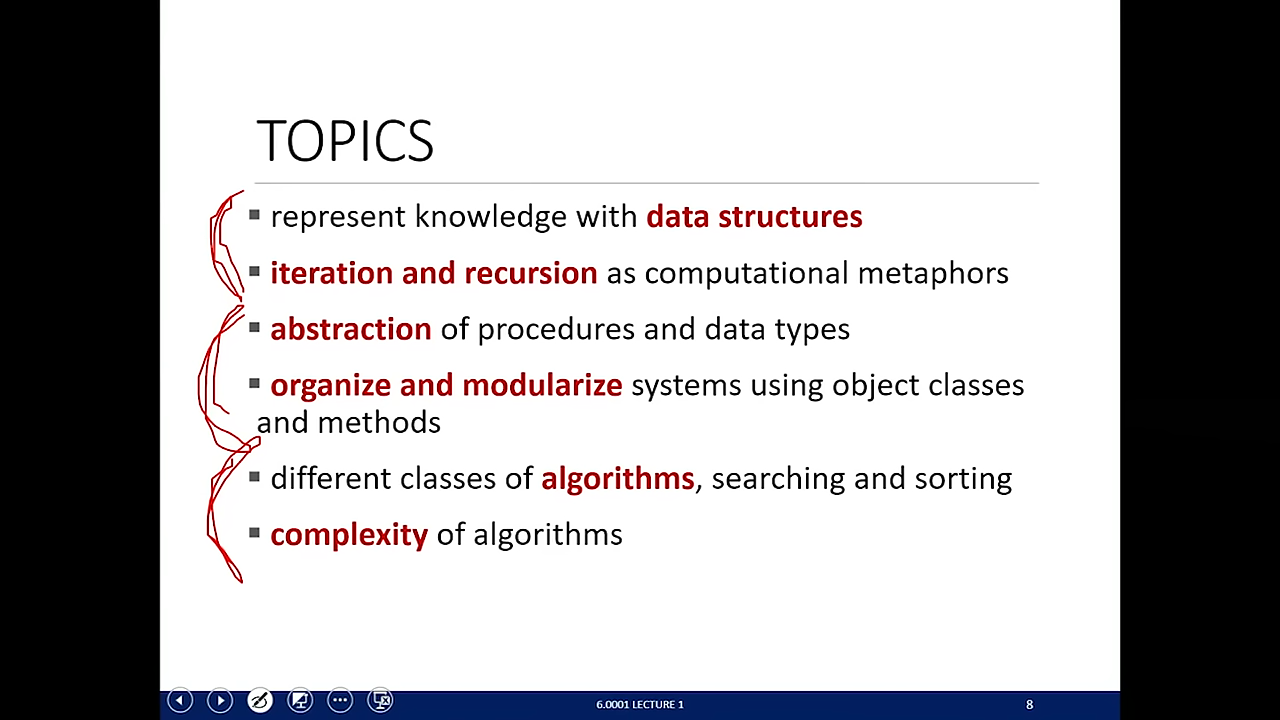 TOPICS
▪ represent knowledge with data structures
▪ iteration and recursion as computational metaphors
▪ abstraction of procedures and data types
▪ organize and modularize systems using object classes
and methods
▪ different classes of algorithms, searching and sorting
▪ complexity of algorithms
6.0001 LECTURE 1
8